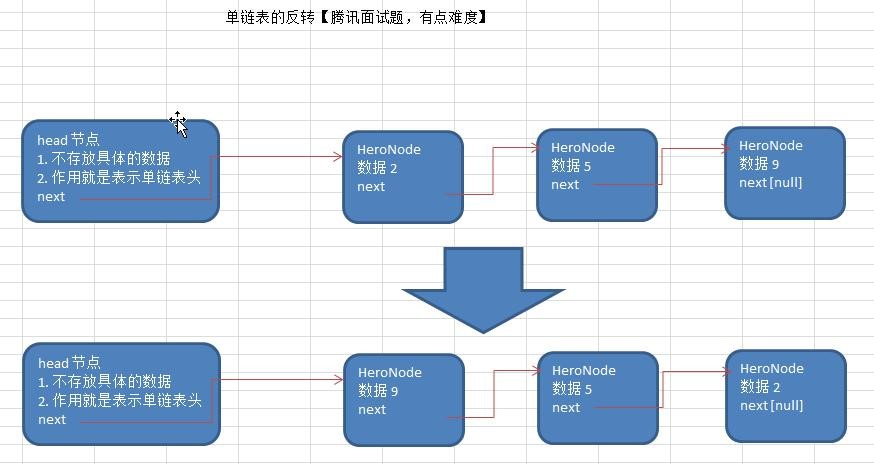 单链表的反转【腾讯面试题，有点难度】
head 节点
1. 不存放具体的数据
2. 作用就是表示单链表头
next
HeroNode
数据 2
next
HeroNode
数据 5
next
HeroNode
数据 9
next [null]
head 节点
1. 不存放具体的数据
2. 作用就是表示单链表头
next
HeroNode
数据 9
next
HeroNode
数据 5
next
HeroNode
数据 2
next [null]